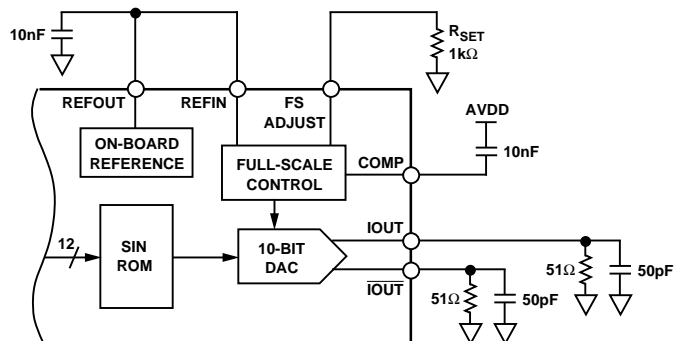 10nF
R_SET
1kΩ
REFOUT
REFIN
FS
ADJUST
AVDD
ON-BOARD
REFERENCE
FULL-SCALE
CONTROL
COMP
10nF
12
SIN
ROM
10-BIT
DAC
IOUT
51Ω
50pF
IOUT
51Ω
50pF